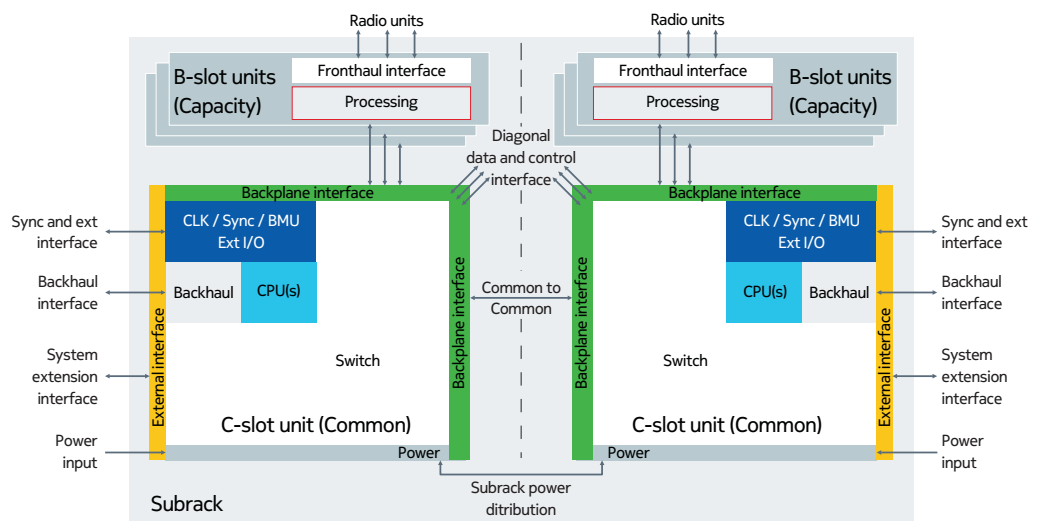 Radio units
Radio units
B-slot units
(Capacity)
Fronthaul interface
Processing
Fronthaul interface
Processing
B-slot units
(Capacity)
Diagonal
data and control
interface
Backplane interface
Backplane interface
Sync and ext
interface
CLK / Sync / BMU
Ext I/O
CLK / Sync / BMU
Ext I/O
Sync and ext
interface
Backhaul
interface
Backhaul
CPU(s)
Common to
Common
CPU(s)
Backhaul
Backhaul
interface
External interface
Backplane interface
Backplane interface
External interface
System
extension
interface
Switch
Switch
System
extension
interface
C-slot unit (Common)
C-slot unit (Common)
Power
input
Power
Power
Power
input
Subrack power
ditribution
Subrack